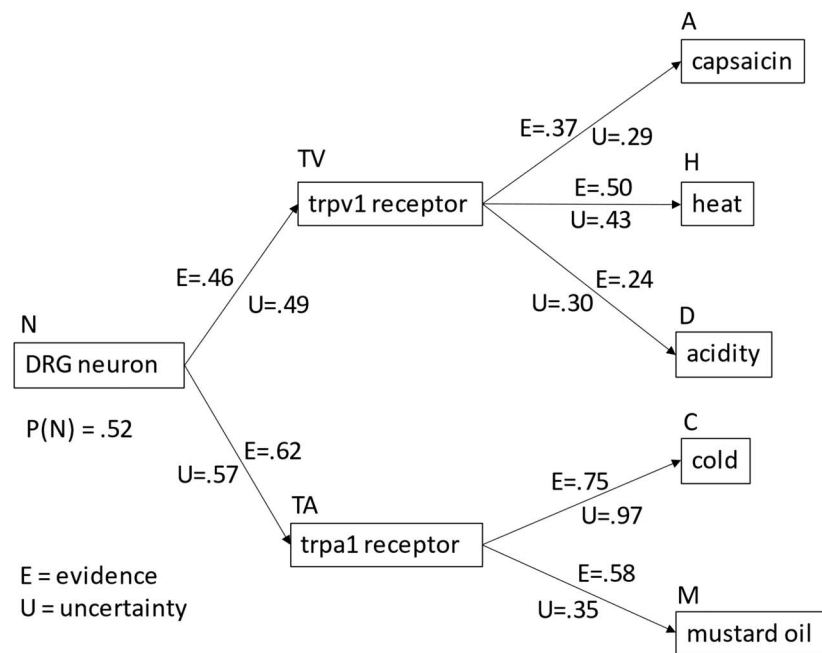 A
capsaicin
E=.37
U=.29
TV
trpv1 receptor
E=.50
U=.43
H
heat
E=.46
U=.49
E=.24
U=.30
D
acidity
N
DRG neuron
P(N) = .52
E=.62
U=.57
C
cold
E=.75
U=.97
TA
trpa1 receptor
E=.58
U=.35
M
mustard oil
E = evidence
U = uncertainty